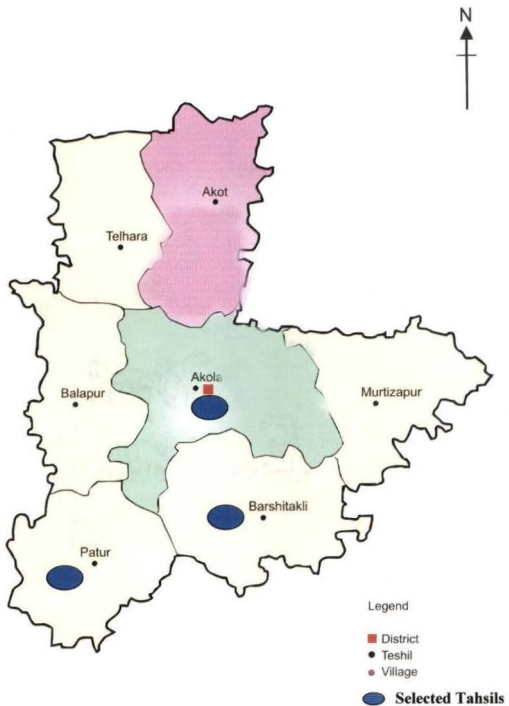 N
Akot
Telhara
Akola
Balapur
Murtizapur
Barshitakli
Patur
Legend
District
Teshil
Village
Selected Tahsils